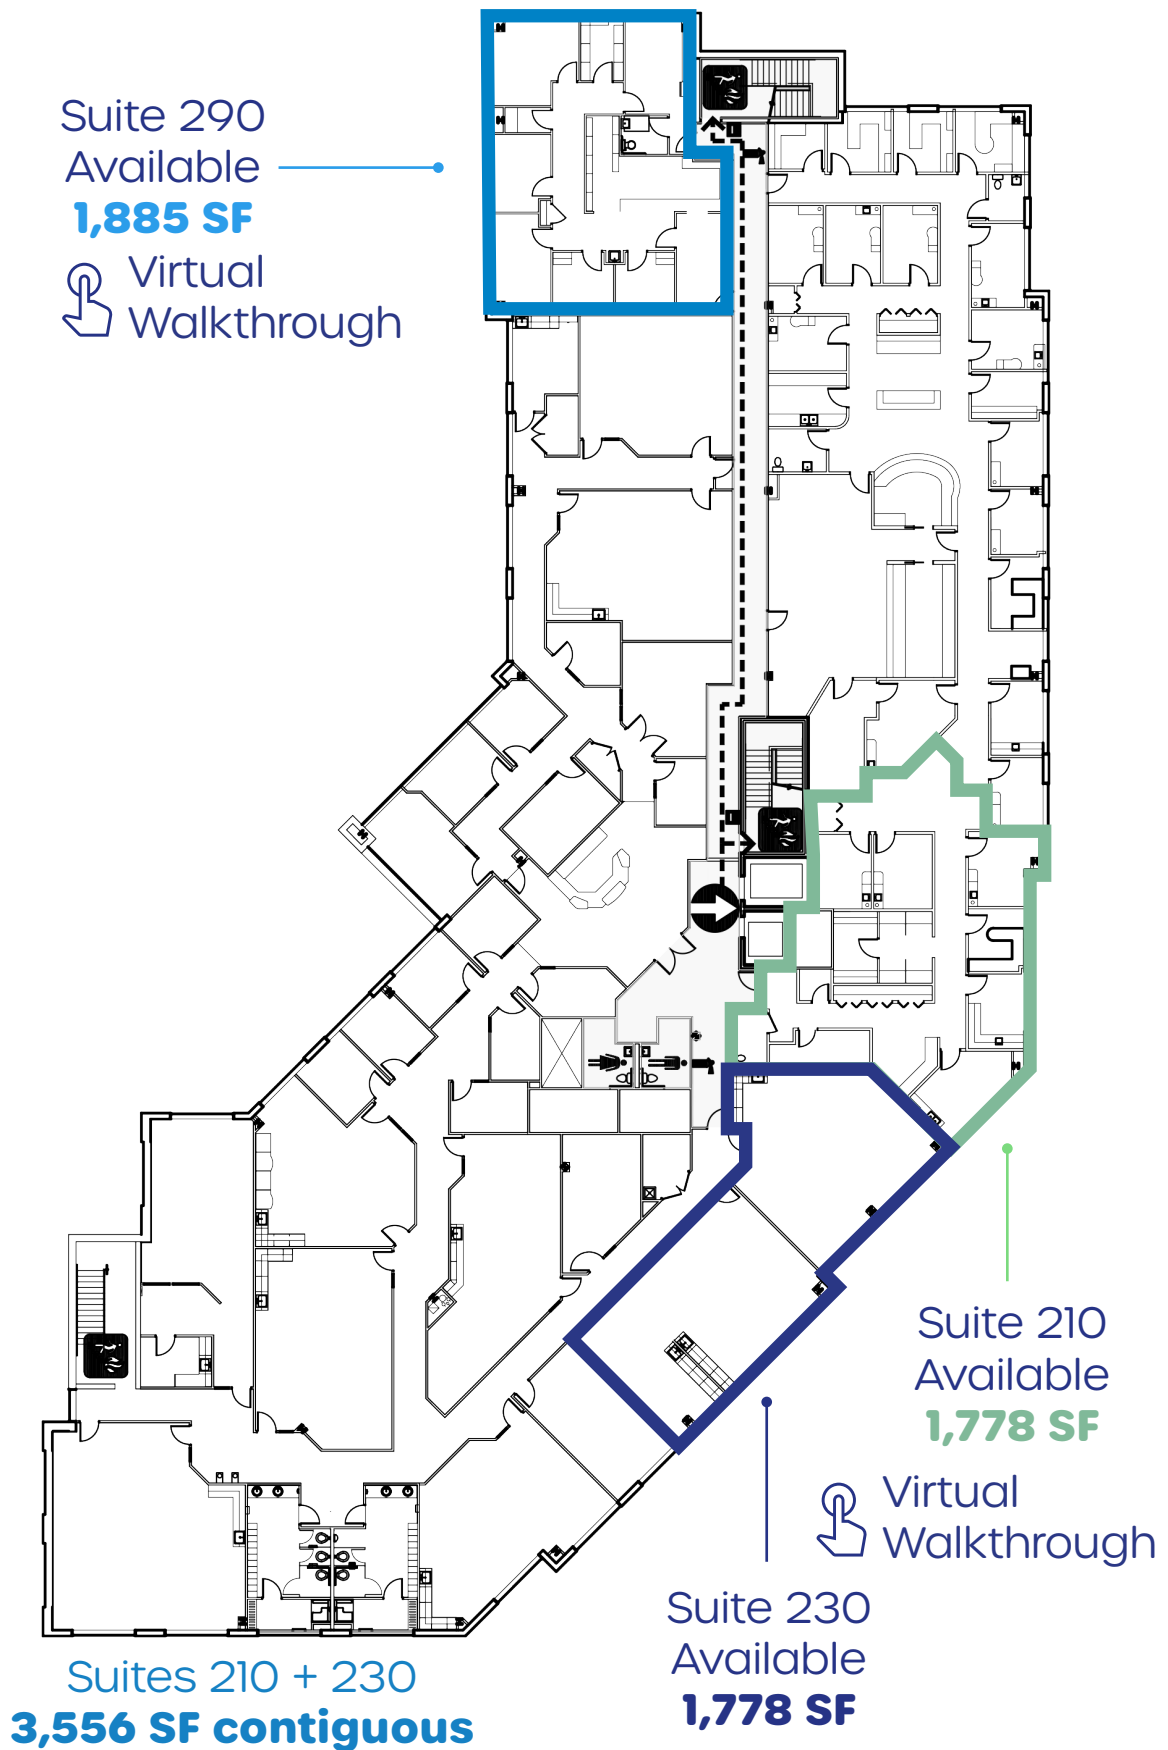 Suite 290
Available
1,885 SF
Virtual
Walkthrough
Suite 210
Available
1,778 SF
Virtual
Walkthrough
Suite 230
Available
1,778 SF
Suites 210 + 230
3,556 SF contiguous